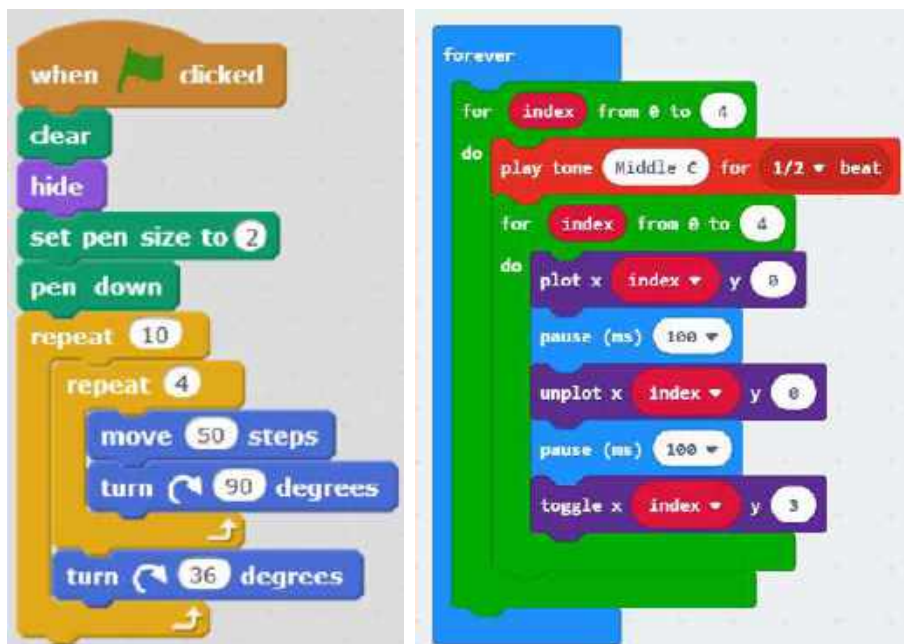 when clicked
clear
hide
set pen size to 2
pen down
repeat 10
repeat 4
move 50 steps
turn 90 degrees
turn 36 degrees
forever
for index from 0 to 4
do
play tone Middle C for 1/2 beat
for index from 0 to 4
do
plot x index y 0
pause (ms) 100
unplot x index y 0
pause (ms) 100
toggle x index y 3